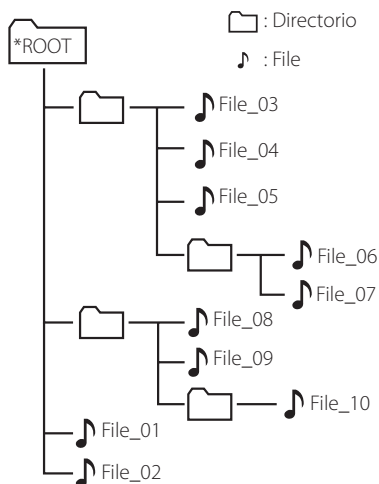 : Directorio
: File
*ROOT
File_03
File_04
File_05
File_06
File_07
File_08
File_09
File_10
File_01
File_02